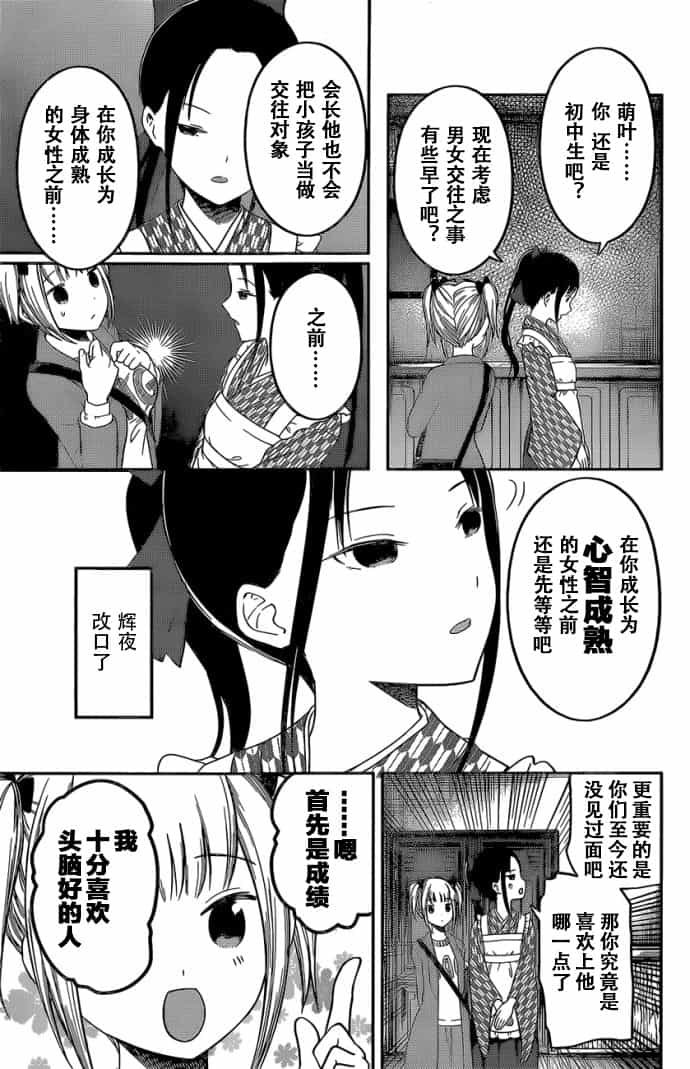 萌叶……
你 还是
初中生吧？
现在考虑
男女交往之事
有些早了吧？
会长他也不会
把小孩子当做
交往对象
在你成长为
身体成熟
的女性之前
……
之前
……
在你成长为
心智成熟
的女性之前
还是先等等吧
辉夜
改口了
更重要的是
你们至今还
没见过面吧
那你究竟是
喜欢上他
哪一点了
……嗯
首先是成绩
我
十分喜欢
头脑好的人